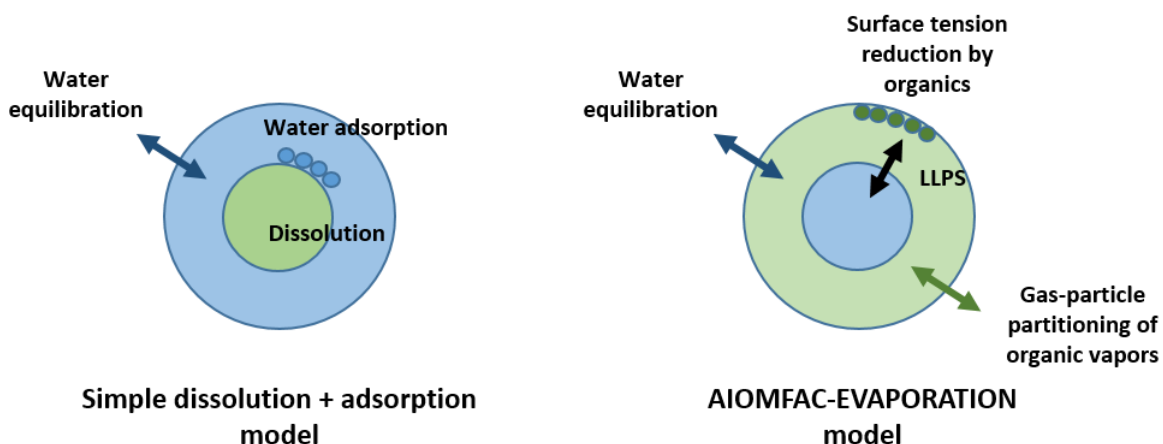 Water
equilibration
Water adsorption
Dissolution
Simple dissolution + adsorption
model
Surface tension
reduction by
organics
Water
equilibration
LLPS
Gas-particle
partitioning of
organic vapors
AIOMFAC-EVAPORATION
model